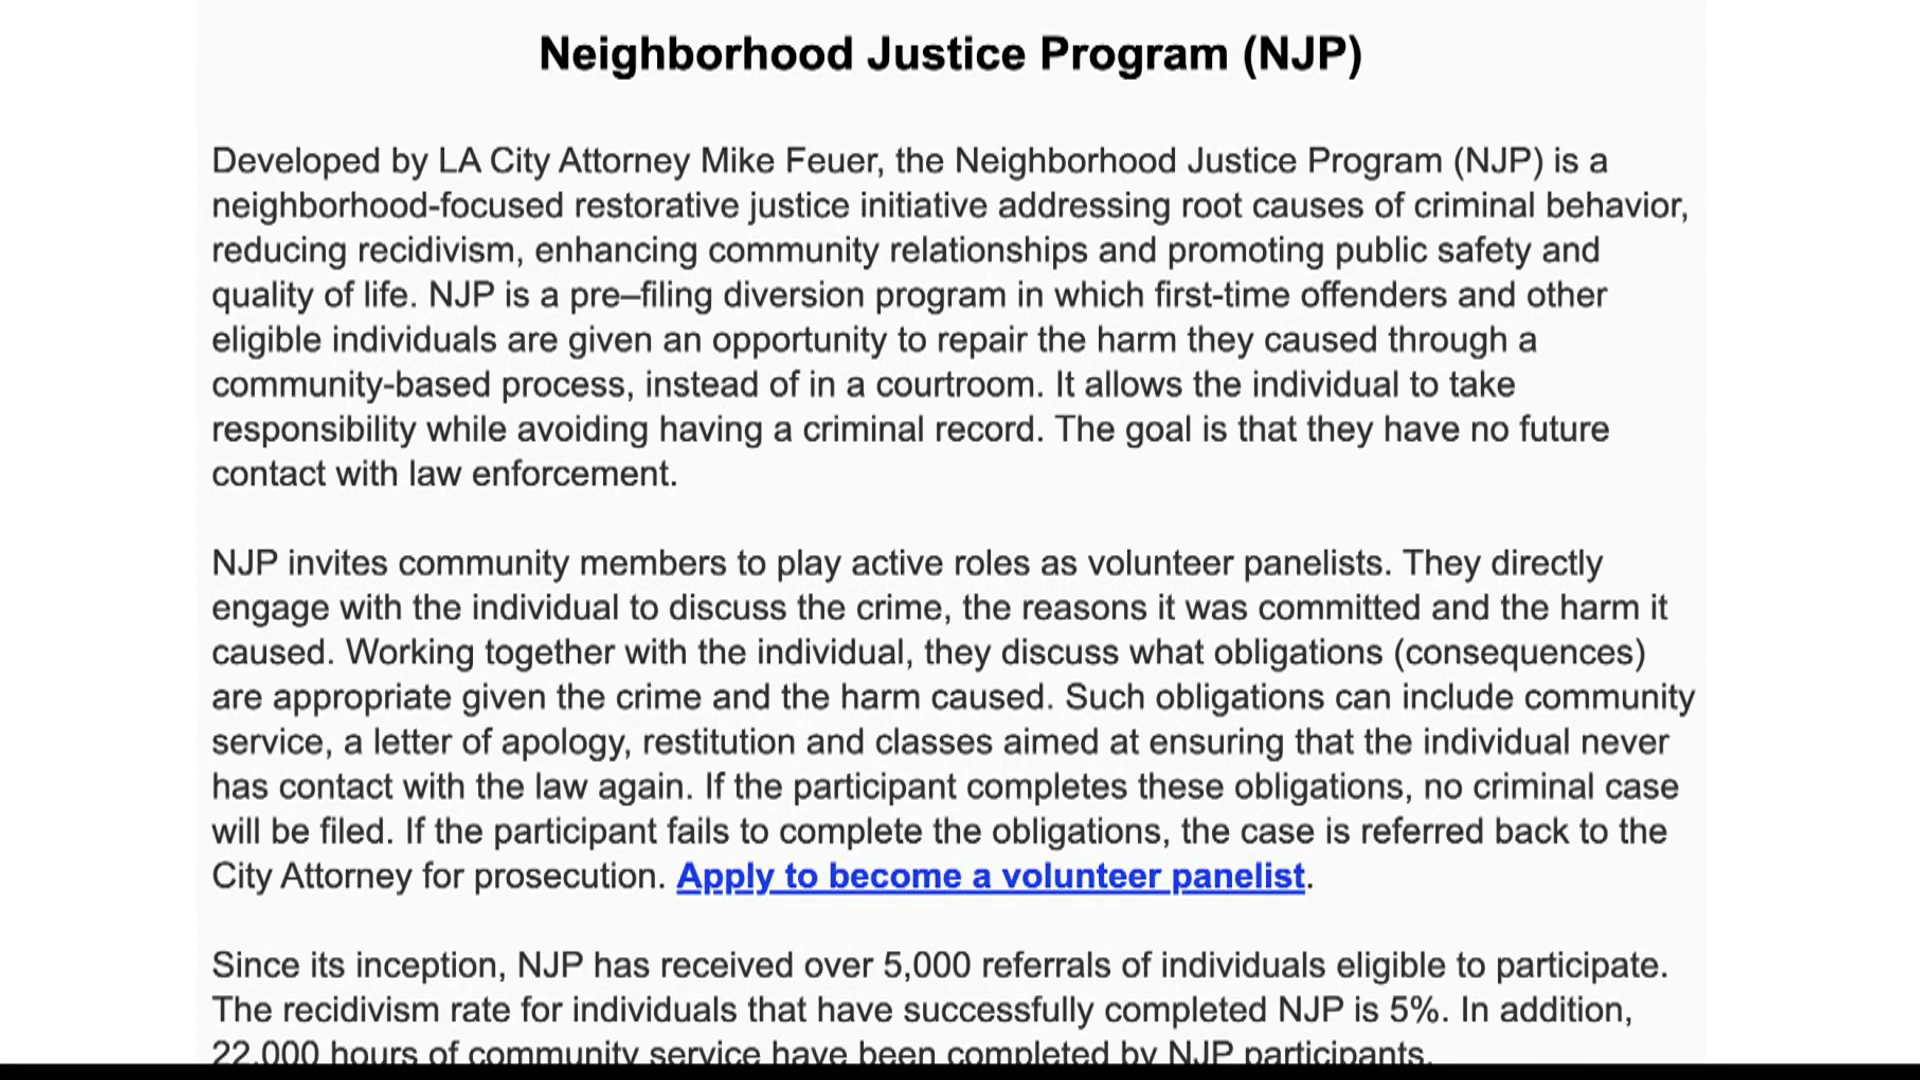 Neighborhood Justice Program (NJP)
Developed by LA City Attorney Mike Feuer, the Neighborhood Justice Program (NJP) is a
neighborhood-focused restorative justice initiative addressing root causes of criminal behavior,
reducing recidivism, enhancing community relationships and promoting public safety and
quality of life. NJP is a pre–filing diversion program in which first-time offenders and other
eligible individuals are given an opportunity to repair the harm they caused through a
community-based process, instead of in a courtroom. It allows the individual to take
responsibility while avoiding having a criminal record. The goal is that they have no future
contact with law enforcement.
NJP invites community members to play active roles as volunteer panelists. They directly
engage with the individual to discuss the crime, the reasons it was committed and the harm it
caused. Working together with the individual, they discuss what obligations (consequences)
are appropriate given the crime and the harm caused. Such obligations can include community
service, a letter of apology, restitution and classes aimed at ensuring that the individual never
has contact with the law again. If the participant completes these obligations, no criminal case
will be filed. If the participant fails to complete the obligations, the case is referred back to the
City Attorney for prosecution. Apply to become a volunteer panelist.
Since its inception, NJP has received over 5,000 referrals of individuals eligible to participate.
The recidivism rate for individuals that have successfully completed NJP is 5%. In addition,
22,000 hours of community service have been completed by NJP participants.